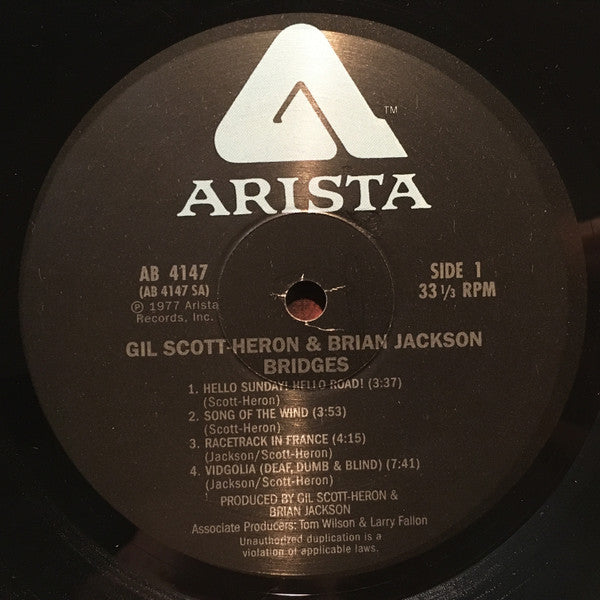 ™
ARISTA
AB 4147
(AB 4147 SA)
℗ 1977 Arista
Records, Inc.
SIDE 1
33 1/3 RPM
GIL SCOTT-HERON & BRIAN JACKSON
BRIDGES
1. HELLO SUNDAY! HELLO ROAD! (3:37)
(Scott-Heron)
2. SONG OF THE WIND (3:53)
(Scott-Heron)
3. RACETRACK IN FRANCE (4:15)
(Jackson/Scott-Heron)
4. VIDGOLIA (DEAF, DUMB & BLIND) (7:41)
(Jackson/Scott-Heron)
PRODUCED BY GIL SCOTT-HERON &
BRIAN JACKSON
Associate Producers: Tom Wilson & Larry Fallon
Unauthorized duplication is a
violation of applicable laws.